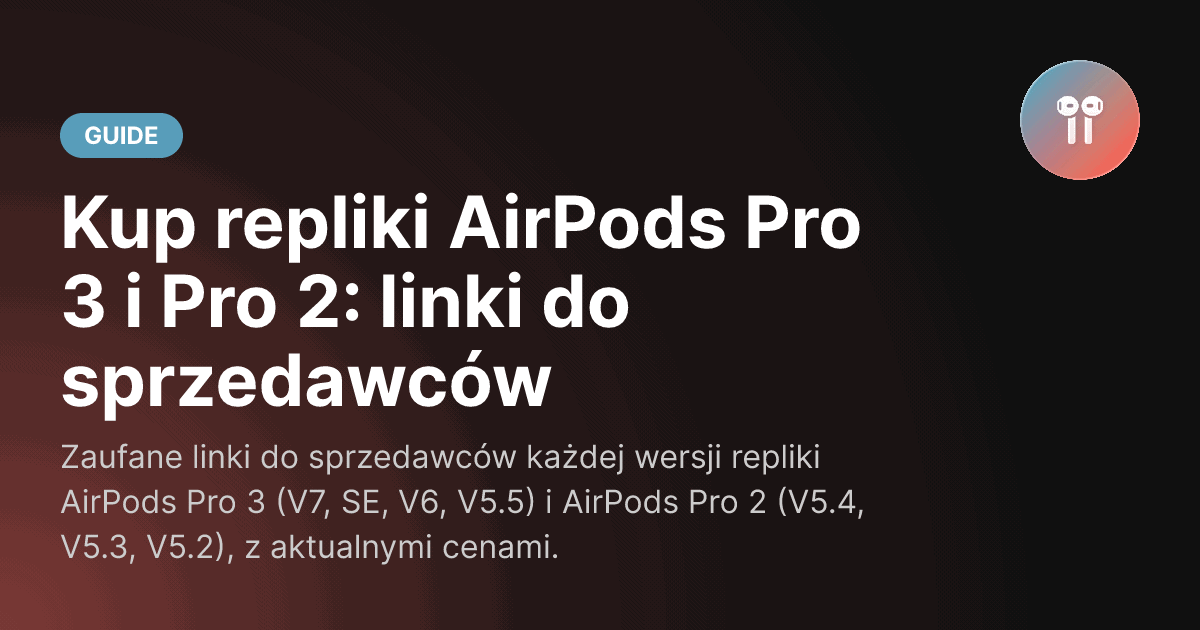 GUIDE
Kup repliki AirPods Pro
3 i Pro 2: linki do
sprzedawców
Zaufane linki do sprzedawców każdej wersji repliki
AirPods Pro 3 (V7, SE, V6, V5.5) i AirPods Pro 2 (V5.4,
V5.3, V5.2), z aktualnymi cenami.